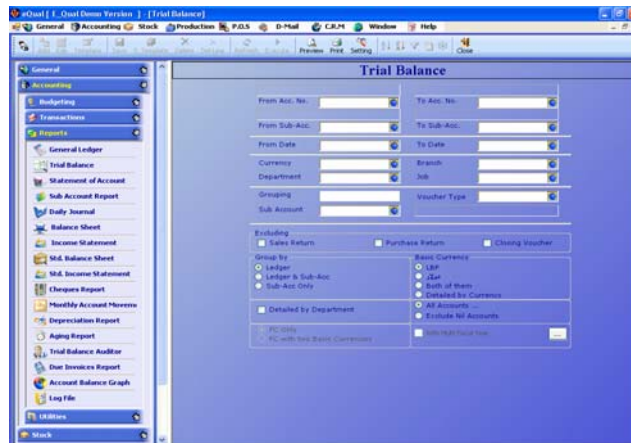 eQual [ E_Qual Demo Version ] - [Trial Balance]
General Accounting Stock Production P.O.S D-Mail C.R.M Window Help
Preview Print Setting Close
General
Accounting
Budgeting
Transactions
Reports
General Ledger
Trial Balance
Statement of Account
Sub Account Report
Daily Journal
Balance Sheet
Income Statement
Std. Balance Sheet
Std. Income Statement
Cheques Report
Monthly Account Moveme
Depreciation Report
Aging Report
Trial Balance Auditor
Due Invoices Report
Account Balance Graph
Log File
Utilities
Stock
Trial Balance
From Acc. No. To Acc. No.
From Sub-Acc. To Sub-Acc.
From Date To Date
Currency Branch
Department Job
Grouping Voucher Type
Sub Account
Excluding
Sales Return Purchase Return Closing Voucher
Group by Basic Currency
Ledger LBP
Ledger & Sub-Acc
Sub-Acc Only Both of them
Detailed by Currency
Detailed by Department All Accounts ...
Exclude Nil Accounts
FC Only
FC with two Basic Currencies
...